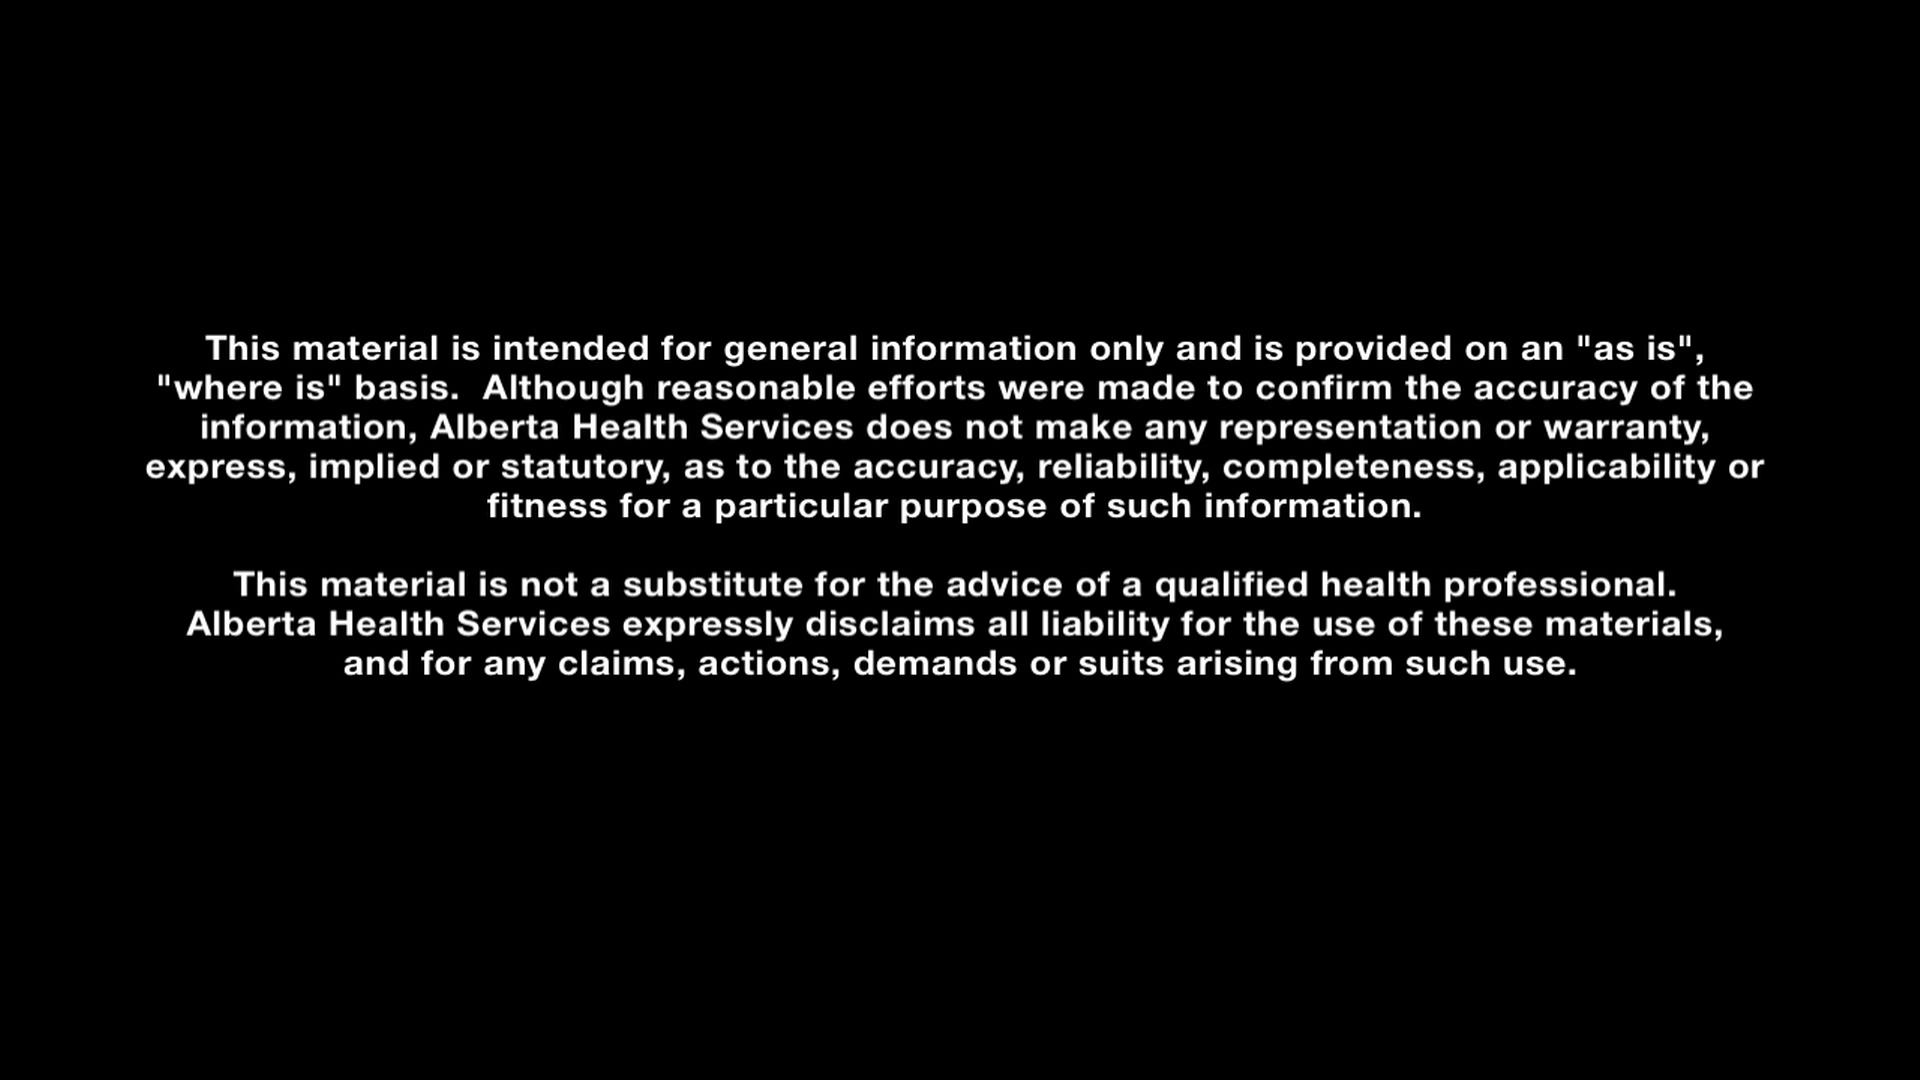 This material is intended for general information only and is provided on an "as is",
"where is" basis.  Although reasonable efforts were made to confirm the accuracy of the
information, Alberta Health Services does not make any representation or warranty,
express, implied or statutory, as to the accuracy, reliability, completeness, applicability or
fitness for a particular purpose of such information.

This material is not a substitute for the advice of a qualified health professional.
Alberta Health Services expressly disclaims all liability for the use of these materials,
and for any claims, actions, demands or suits arising from such use.